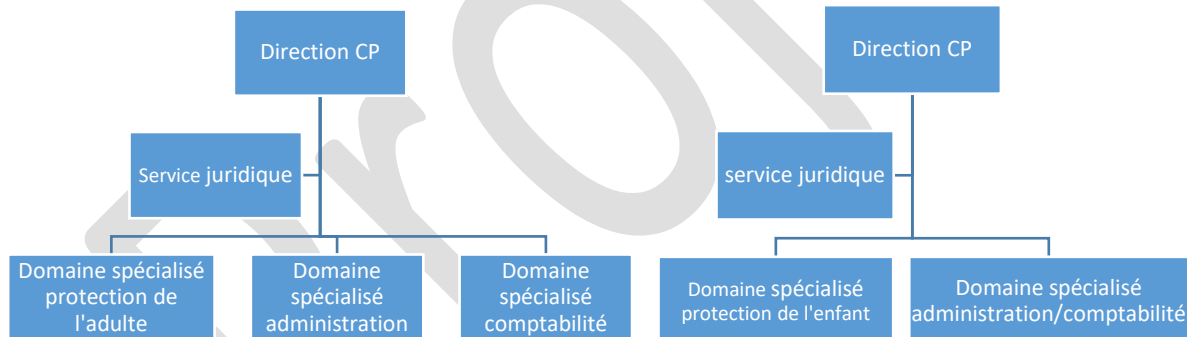 Direction CP
Service juridique
Domaine spécialisé
protection de
l'adulte
Domaine
spécialisé
administration
Domaine
spécialisé
comptabilité
Direction CP
service juridique
Domaine spécialisé
protection de l'enfant
Domaine spécialisé
administration/comptabilité